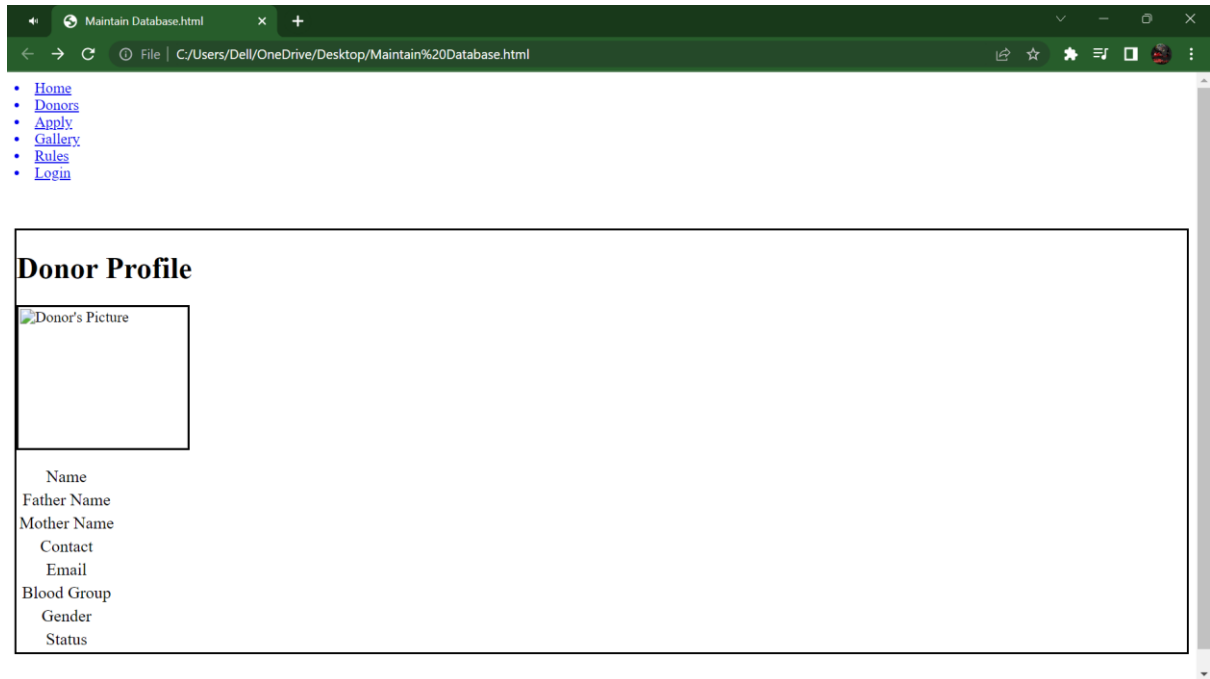 Maintain Database.html
File | C:/Users/Dell/OneDrive/Desktop/Maintain%20Database.html
Home
Donors
Apply
Gallery
Rules
Login
Donor Profile
Donor's Picture
Name
Father Name
Mother Name
Contact
Email
Blood Group
Gender
Status